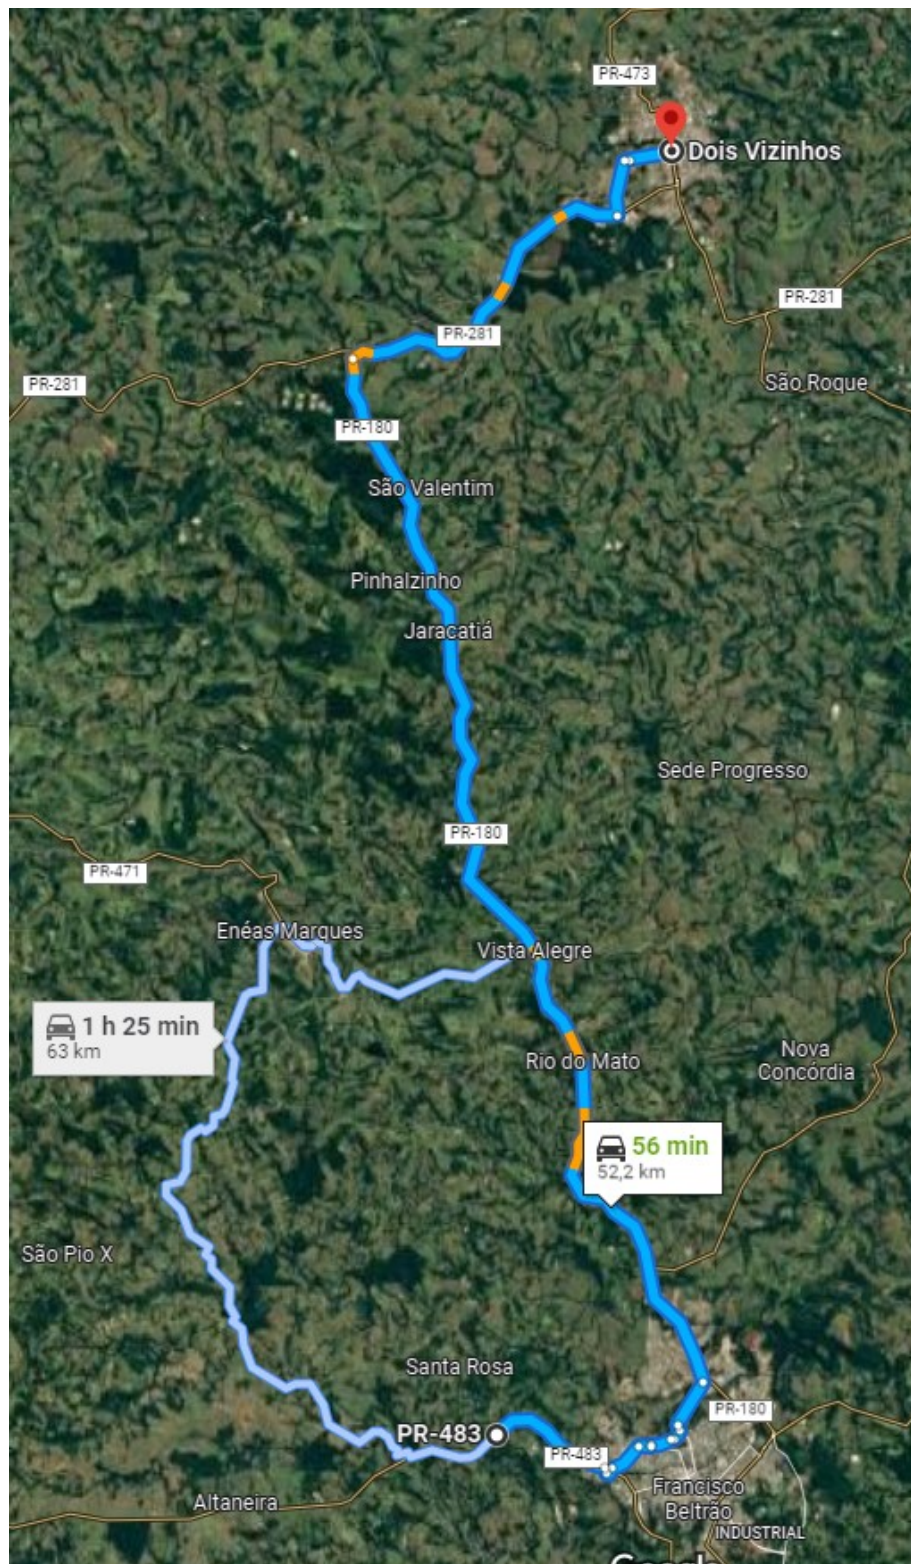 PR-473
Dois Vizinhos
PR-281
PR-281
PR-281
São Roque
PR-180
São Valentim
Pinhalzinho
Jaracatiá
Sede Progresso
PR-180
PR-471
Enéas Marques
Vista Alegre
1 h 25 min
63 km
Rio do Mato
Nova
Concórdia
56 min
52,2 km
São Pio X
Santa Rosa
PR-180
PR-483
PR-483
Francisco
Beltrão
Altaneira
INDUSTRIAL